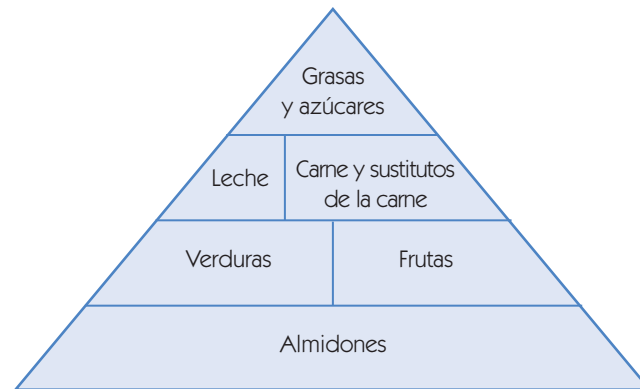 Grasas
y azúcares
Leche
Carne y sustitutos
de la carne
Verduras
Frutas
Almidones